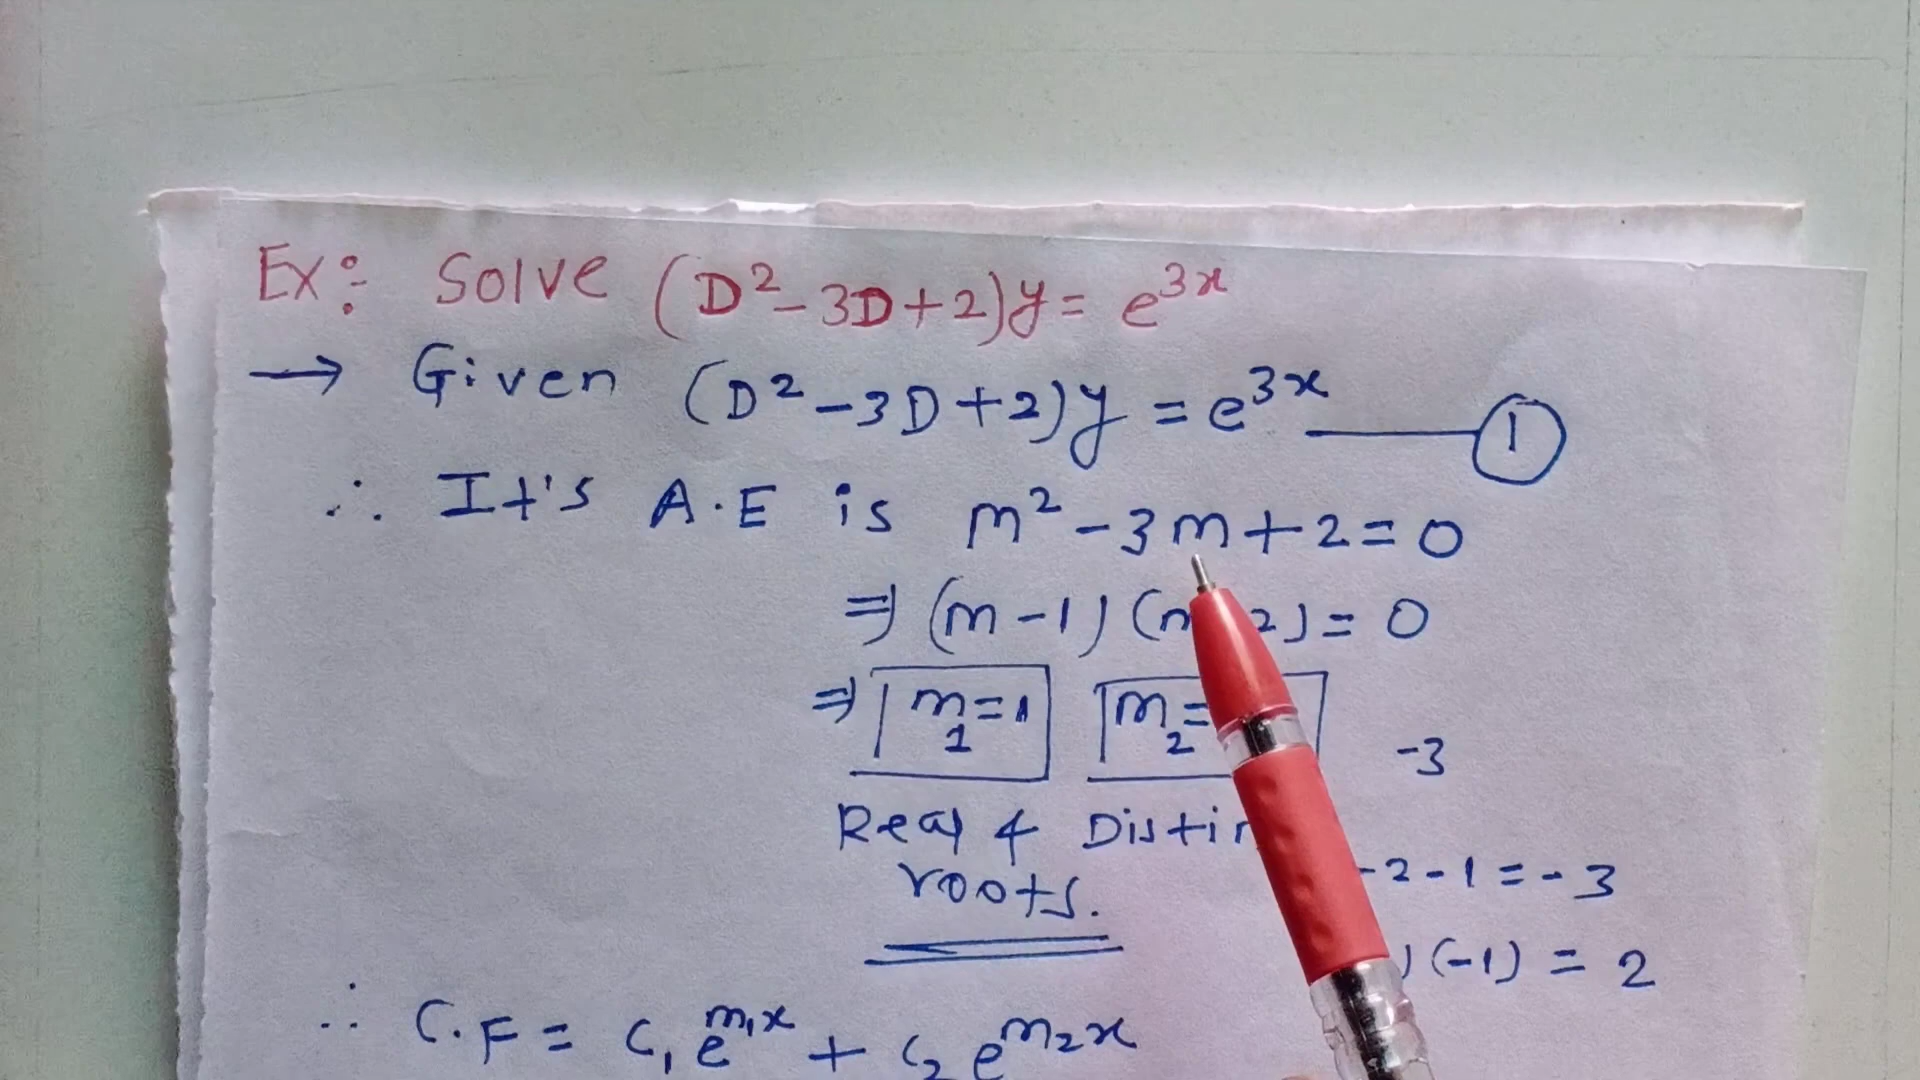 Ex:- Solve (D²-3D+2)y = e³ˣ
→ Given (D²-3D+2)y = e³ˣ —— ①
∴ It's A.E is m²-3m+2=0
⇒ (m-1) (m 2) = 0
⇒ m₁=1 m₂=
-3
Real &
roots.
-2-1=-3
) (-1) = 2
∴ C.F = C₁e^m₁x + C₂e^m₂x